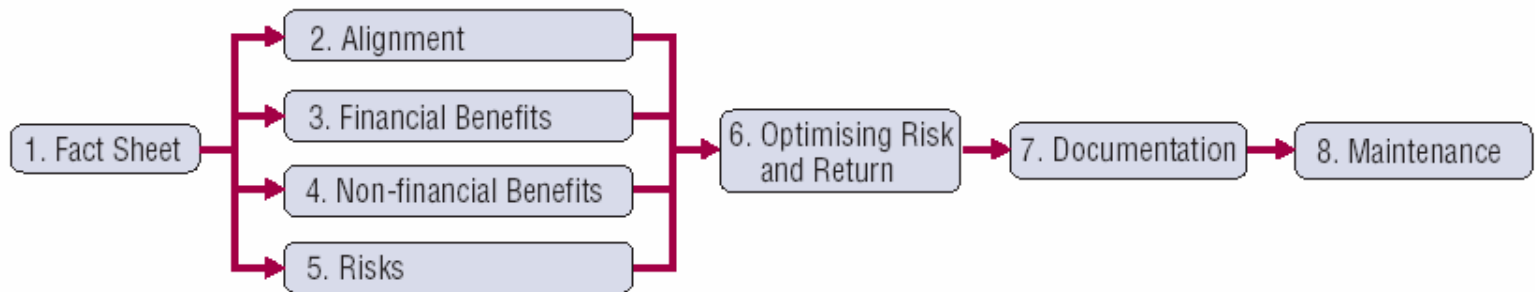 1. Fact Sheet
2. Alignment
3. Financial Benefits
4. Non-financial Benefits
5. Risks
6. Optimising Risk
and Return
7. Documentation
8. Maintenance